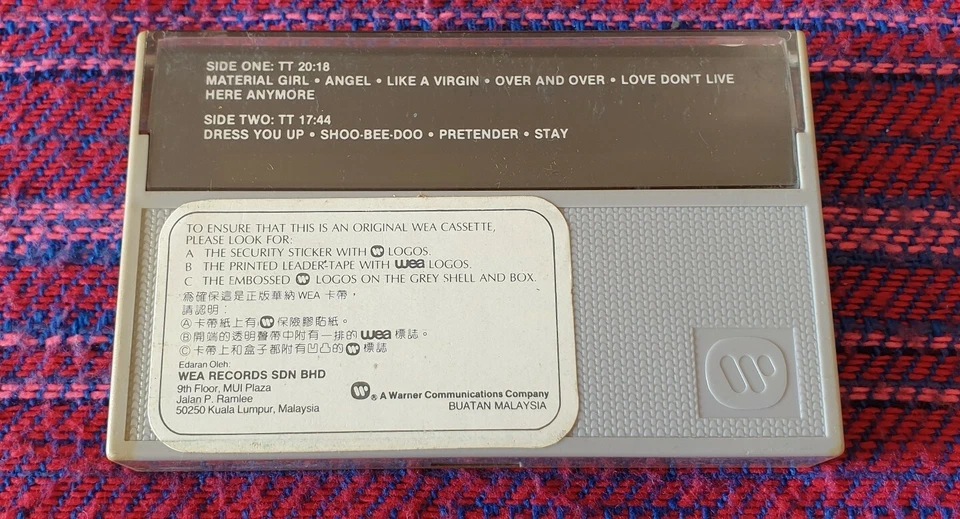 SIDE ONE: TT 20:18
MATERIAL GIRL • ANGEL • LIKE A VIRGIN • OVER AND OVER • LOVE DON'T LIVE
HERE ANYMORE
SIDE TWO: TT 17:44
DRESS YOU UP • SHOO-BEE-DOO • PRETENDER • STAY
TO ENSURE THAT THIS IS AN ORIGINAL WEA CASSETTE,
PLEASE LOOK FOR:
A THE SECURITY STICKER WITH LOGOS.
B THE PRINTED LEADER-TAPE WITH wea LOGOS.
C THE EMBOSSED LOGOS ON THE GREY SHELL AND BOX.
為確保這是正版華納 WEA 卡帶，
請認明：
Ⓐ卡帶紙上有 保險膠貼紙。
Ⓑ開端的透明聲帶中附有一排的 wea 標誌。
Ⓒ卡帶上和盒子都附有凹凸的 標誌
Edaran Oleh:
WEA RECORDS SDN BHD
9th Floor, MUI Plaza
Jalan P. Ramlee
50250 Kuala Lumpur, Malaysia
® A Warner Communications Company
BUATAN MALAYSIA